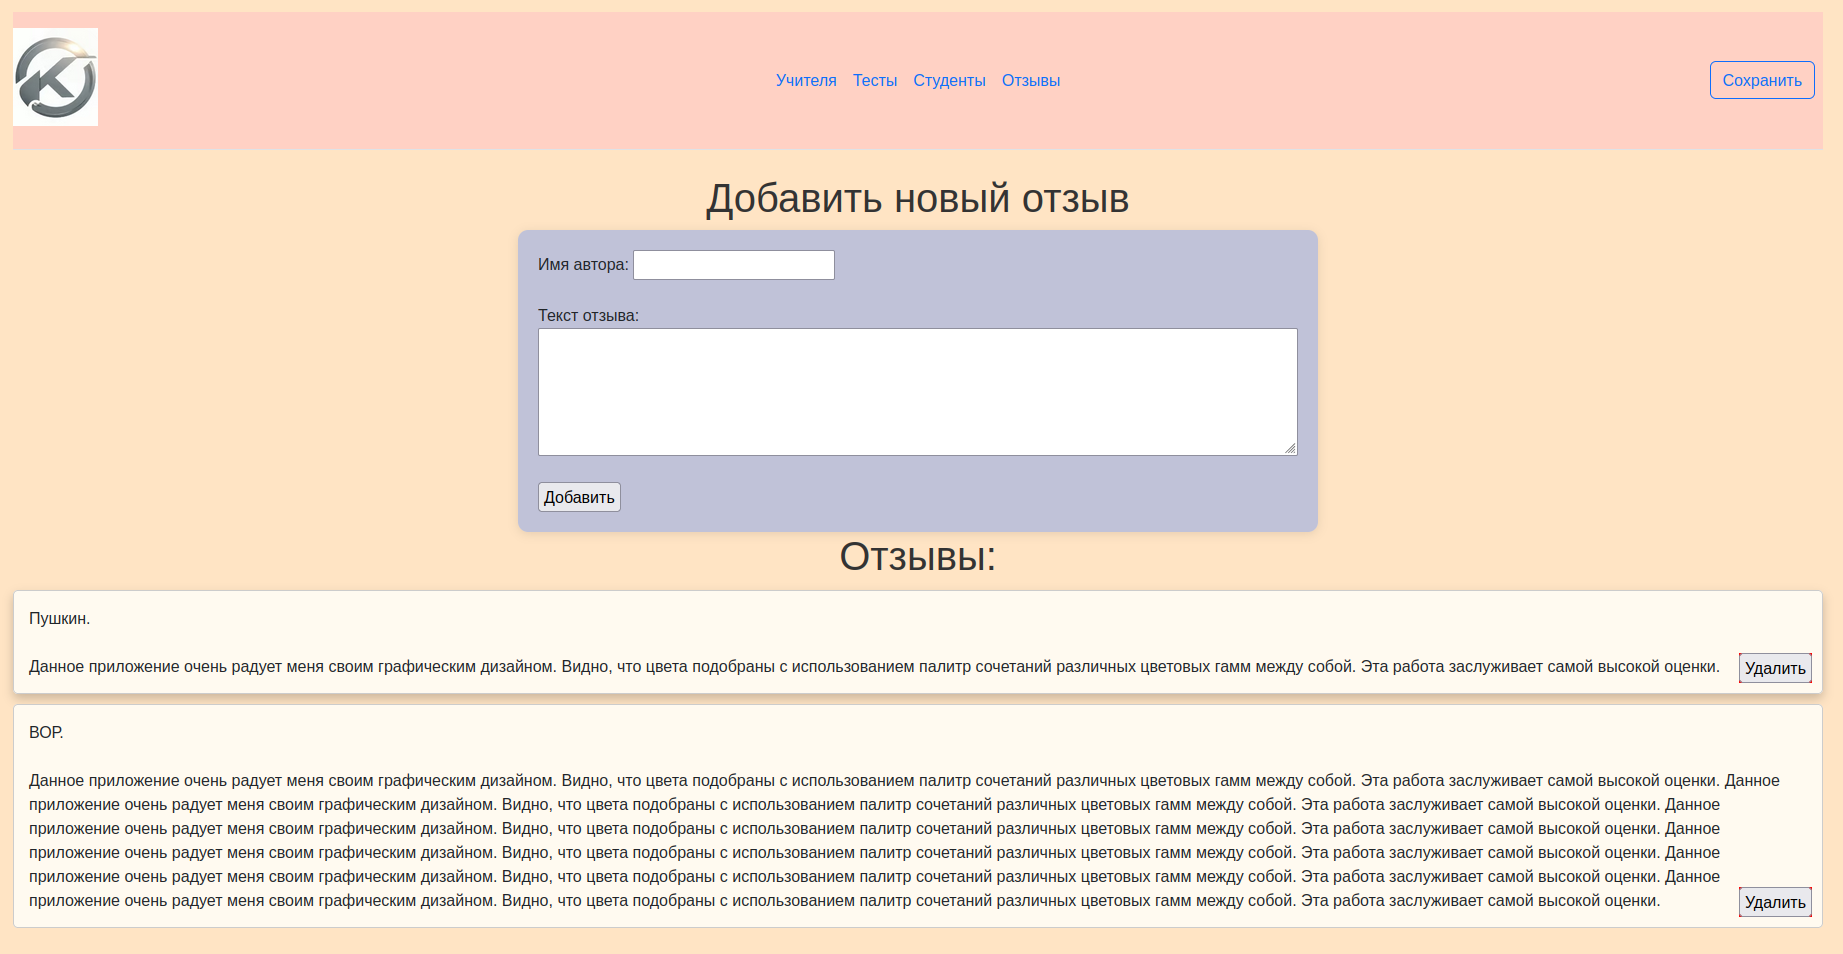 K
Учителя Тесты Студенты Отзывы Сохранить
Добавить новый отзыв
Имя автора:
Текст отзыва:
Добавить
Отзывы:
Пушкин.
Данное приложение очень радует меня своим графическим дизайном. Видно, что цвета подобраны с использованием палитр сочетаний различных цветовых гамм между собой. Эта работа заслуживает самой высокой оценки.
Удалить
ВОР.
Данное приложение очень радует меня своим графическим дизайном. Видно, что цвета подобраны с использованием палитр сочетаний различных цветовых гамм между собой. Эта работа заслуживает самой высокой оценки. Данное
приложение очень радует меня своим графическим дизайном. Видно, что цвета подобраны с использованием палитр сочетаний различных цветовых гамм между собой. Эта работа заслуживает самой высокой оценки. Данное
приложение очень радует меня своим графическим дизайном. Видно, что цвета подобраны с использованием палитр сочетаний различных цветовых гамм между собой. Эта работа заслуживает самой высокой оценки. Данное
приложение очень радует меня своим графическим дизайном. Видно, что цвета подобраны с использованием палитр сочетаний различных цветовых гамм между собой. Эта работа заслуживает самой высокой оценки. Данное
приложение очень радует меня своим графическим дизайном. Видно, что цвета подобраны с использованием палитр сочетаний различных цветовых гамм между собой. Эта работа заслуживает самой высокой оценки. Данное
приложение очень радует меня своим графическим дизайном. Видно, что цвета подобраны с использованием палитр сочетаний различных цветовых гамм между собой. Эта работа заслуживает самой высокой оценки.
Удалить